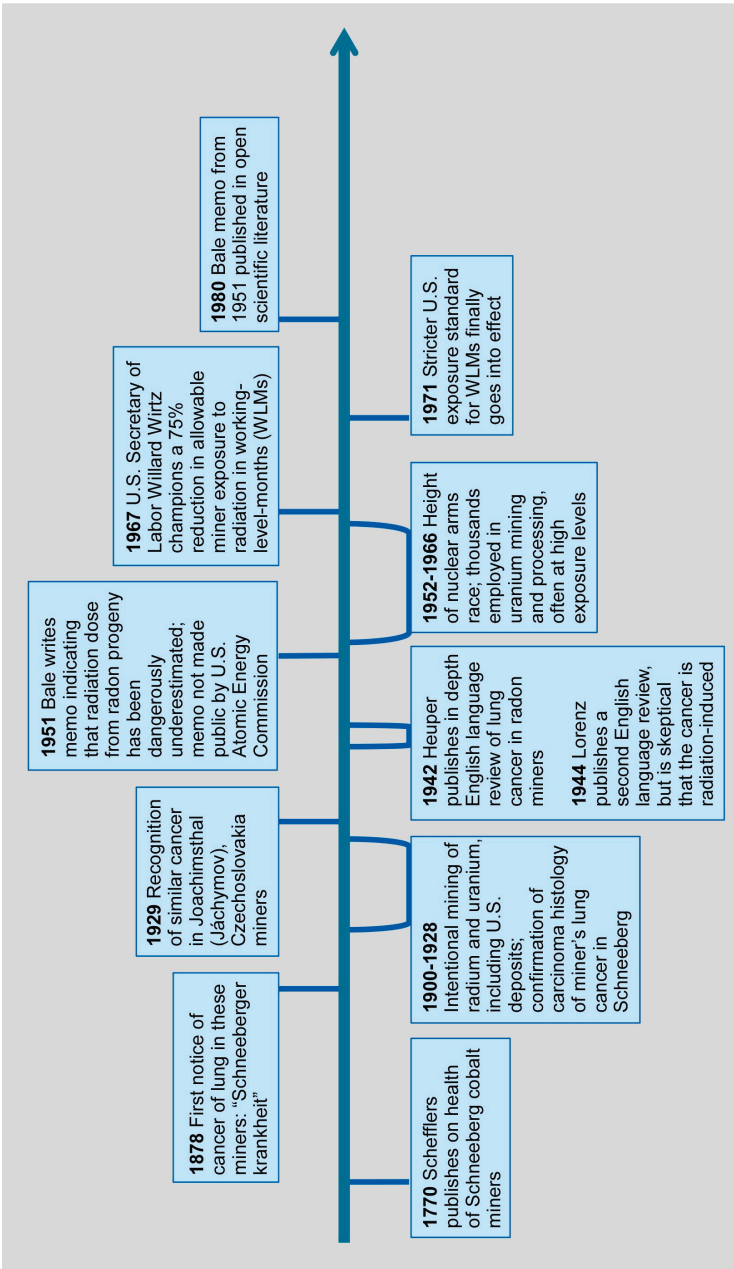 1770 Schefflers
publishes on health
of Schneeberg cobalt
miners
1878 First notice of
cancer of lung in these
miners: “Schneeberger
krankheit”
1900-1928
Intentional mining of
radium and uranium,
including U.S.
deposits;
confirmation of
carcinoma histology
of miner’s lung
cancer in
Schneeberg
1929 Recognition
of similar cancer
in Joachimsthal
(Jáchymov),
Czechoslovakia
miners
1942 Heuper
publishes in depth
English language
review of lung
cancer in radon
miners
1944 Lorenz
publishes a
second English
language review,
but is skeptical
that the cancer is
radiation-induced
1951 Bale writes
memo indicating
that radiation dose
from radon progeny
has been
dangerously
underestimated;
memo not made
public by U.S.
Atomic Energy
Commission
1952-1966 Height
of nuclear arms
race; thousands
employed in
uranium mining
and processing,
often at high
exposure levels
1967 U.S. Secretary of
Labor Willard Wirtz
champions a 75%
reduction in allowable
miner exposure to
radiation in working-
level-months (WLMs)
1971 Stricter U.S.
exposure standard
for WLMs finally
goes into effect
1980 Bale memo from
1951 published in open
scientific literature